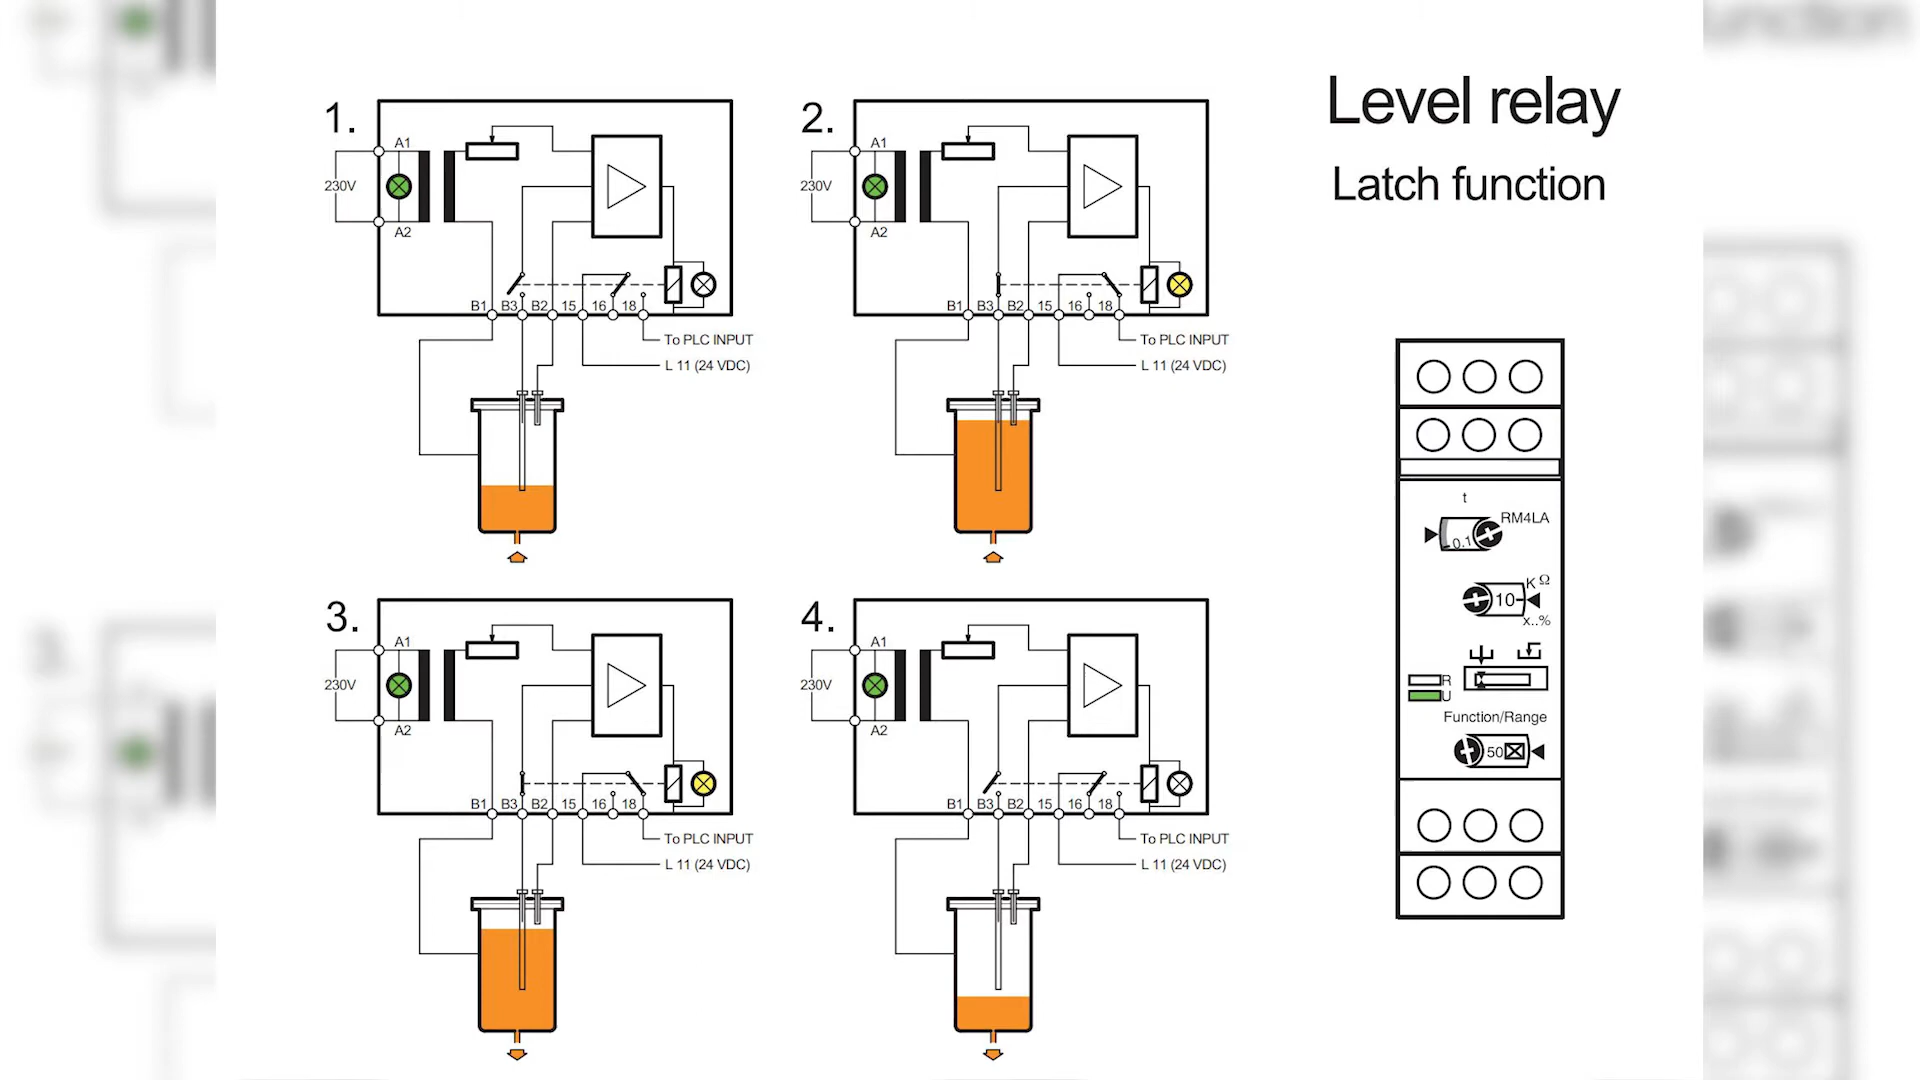 Level relay
Latch function
1.
A1
230V
A2
B1 B3 B2 15 16 18
To PLC INPUT
L 11 (24 VDC)
2.
A1
230V
A2
B1 B3 B2 15 16 18
To PLC INPUT
L 11 (24 VDC)
3.
A1
230V
A2
B1 B3 B2 15 16 18
To PLC INPUT
L 11 (24 VDC)
4.
A1
230V
A2
B1 B3 B2 15 16 18
To PLC INPUT
L 11 (24 VDC)
t
RM4LA
0.1
K Ω
10
x..%
R
U
Function/Range
50